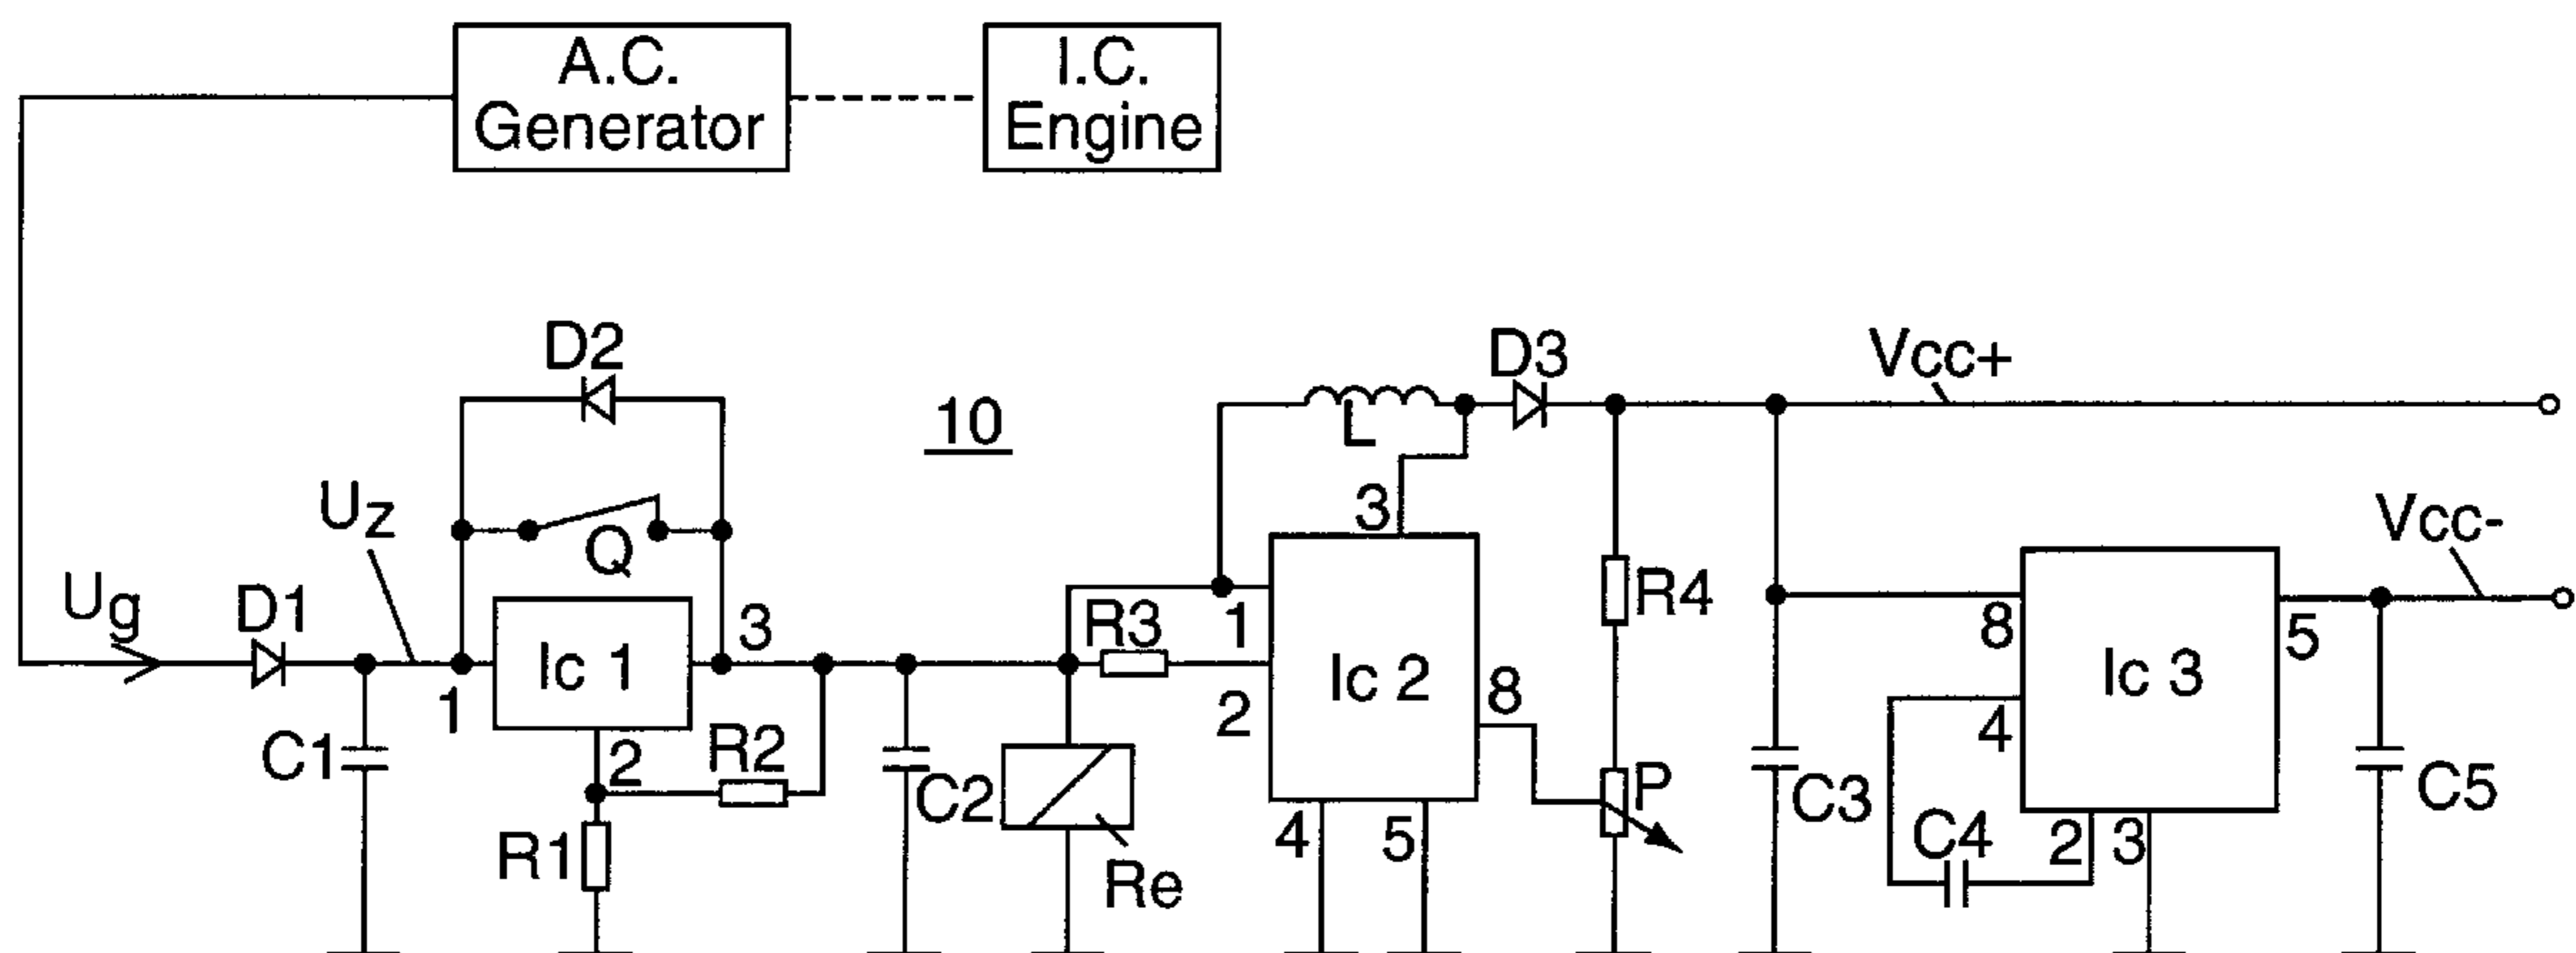 A.C.
Generator
I.C.
Engine
D2
10
D3
Vcc+
L
Uz
Q
3
Vcc-
Ug
D1
3
R3
1
R4
8
5
1
Ic 1
Ic 2
Ic 3
2
8
4
C1
2
R2
C2
P
C3
C5
R1
4
5
C4
2
3
Re